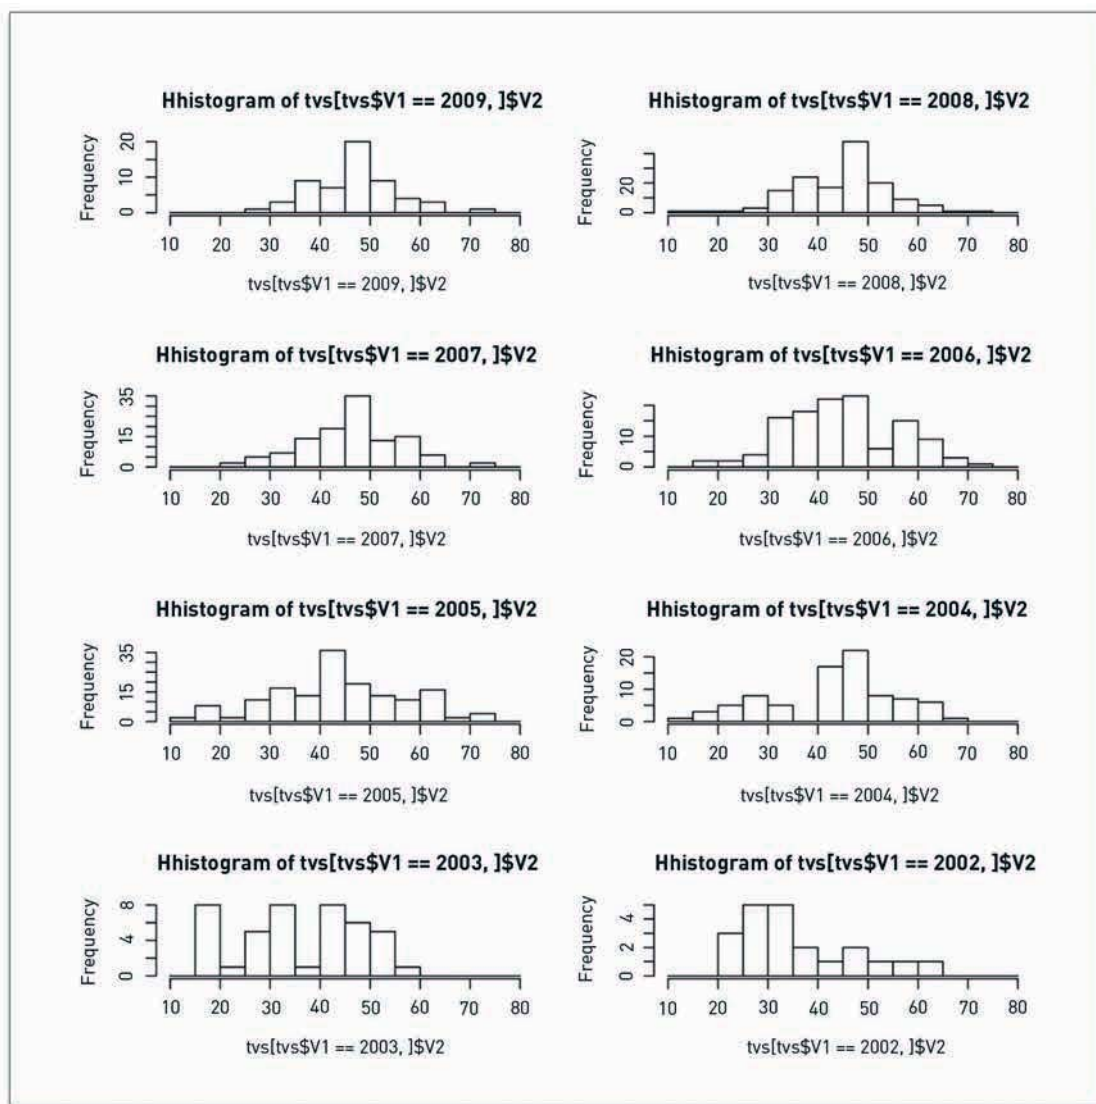 Hhistogram of tvs[tvs$V1 == 2009, ]$V2
Frequency
0 10 20
10 20 30 40 50 60 70 80
tvs[tvs$V1 == 2009, ]$V2
Hhistogram of tvs[tvs$V1 == 2008, ]$V2
Frequency
0 20
10 20 30 40 50 60 70 80
tvs[tvs$V1 == 2008, ]$V2
Hhistogram of tvs[tvs$V1 == 2007, ]$V2
Frequency
0 15 35
10 20 30 40 50 60 70 80
tvs[tvs$V1 == 2007, ]$V2
Hhistogram of tvs[tvs$V1 == 2006, ]$V2
Frequency
0 10
10 20 30 40 50 60 70 80
tvs[tvs$V1 == 2006, ]$V2
Hhistogram of tvs[tvs$V1 == 2005, ]$V2
Frequency
0 15 35
10 20 30 40 50 60 70 80
tvs[tvs$V1 == 2005, ]$V2
Hhistogram of tvs[tvs$V1 == 2004, ]$V2
Frequency
0 10 20
10 20 30 40 50 60 70 80
tvs[tvs$V1 == 2004, ]$V2
Hhistogram of tvs[tvs$V1 == 2003, ]$V2
Frequency
0 4 8
10 20 30 40 50 60 70 80
tvs[tvs$V1 == 2003, ]$V2
Hhistogram of tvs[tvs$V1 == 2002, ]$V2
Frequency
0 2 4
10 20 30 40 50 60 70 80
tvs[tvs$V1 == 2002, ]$V2